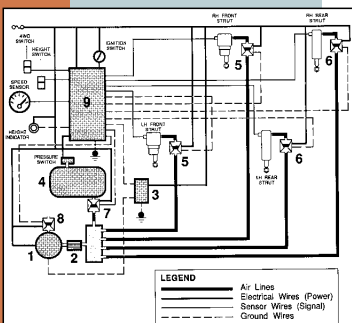 RH FRONT
STRUT
RH REAR
STRUT
4WD
SWITCH
HEIGHT
SWITCH
IGNITION
SWITCH
SPEED
SENSOR
HEIGHT
INDICATOR
PRESSURE
SWITCH
LH FRONT
STRUT
LH REAR
STRUT
5
6
9
5
6
4
7
3
8
1
2
LEGEND
Air Lines
Electrical Wires (Power)
Sensor Wires (Signal)
Ground Wires